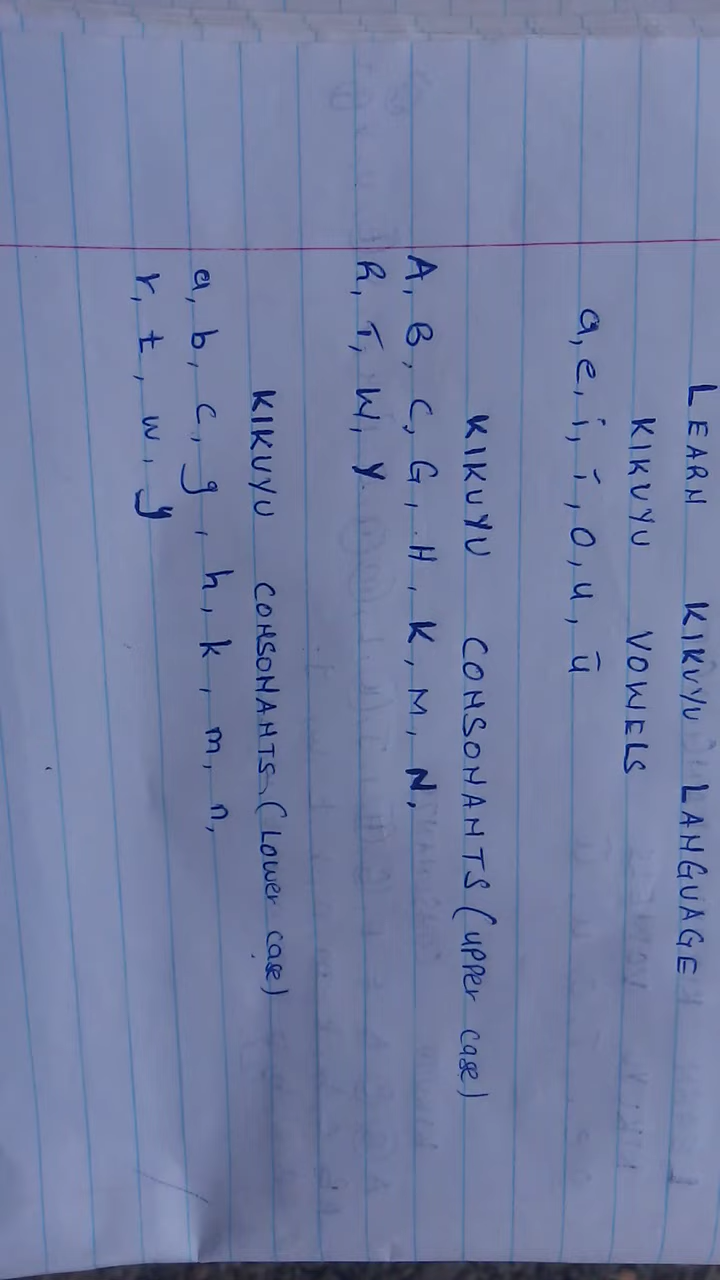 LEARN KIKUYU LANGUAGE
KIKUYU VOWELS
a, e, i, ī, o, u, ū
KIKUYU CONSONANTS (upper case)
A, B, C, G, H, K, M, N,
R, T, W, Y.
KIKUYU CONSONANTS (Lower case)
a, b, c, g, h, k, m, n,
r, t, w, y